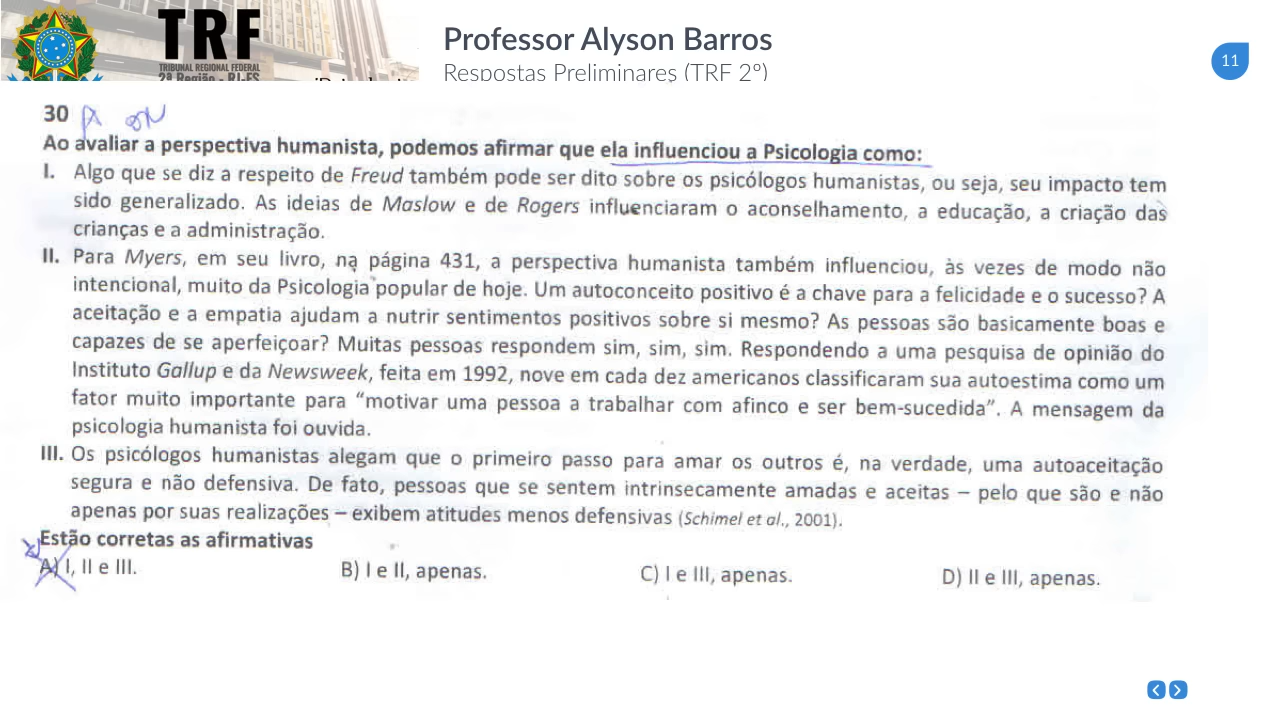 TRF
TRIBUNAL REGIONAL FEDERAL
2ª Região - RJ-ES
Professor Alyson Barros
Respostas Preliminares (TRF 2º)
11
30
Ao avaliar a perspectiva humanista, podemos afirmar que ela influenciou a Psicologia como:
I. Algo que se diz a respeito de Freud também pode ser dito sobre os psicólogos humanistas, ou seja, seu impacto tem
sido generalizado. As ideias de Maslow e de Rogers influenciaram o aconselhamento, a educação, a criação das
crianças e a administração.
II. Para Myers, em seu livro, na página 431, a perspectiva humanista também influenciou, às vezes de modo não
intencional, muito da Psicologia popular de hoje. Um autoconceito positivo é a chave para a felicidade e o sucesso? A
aceitação e a empatia ajudam a nutrir sentimentos positivos sobre si mesmo? As pessoas são basicamente boas e
capazes de se aperfeiçoar? Muitas pessoas respondem sim, sim, sim. Respondendo a uma pesquisa de opinião do
Instituto Gallup e da Newsweek, feita em 1992, nove em cada dez americanos classificaram sua autoestima como um
fator muito importante para “motivar uma pessoa a trabalhar com afinco e ser bem-sucedida”. A mensagem da
psicologia humanista foi ouvida.
III. Os psicólogos humanistas alegam que o primeiro passo para amar os outros é, na verdade, uma autoaceitação
segura e não defensiva. De fato, pessoas que se sentem intrinsecamente amadas e aceitas – pelo que são e não
apenas por suas realizações – exibem atitudes menos defensivas (Schimel et al., 2001).
Estão corretas as afirmativas
A) I, II e III. B) I e II, apenas. C) I e III, apenas. D) II e III, apenas.